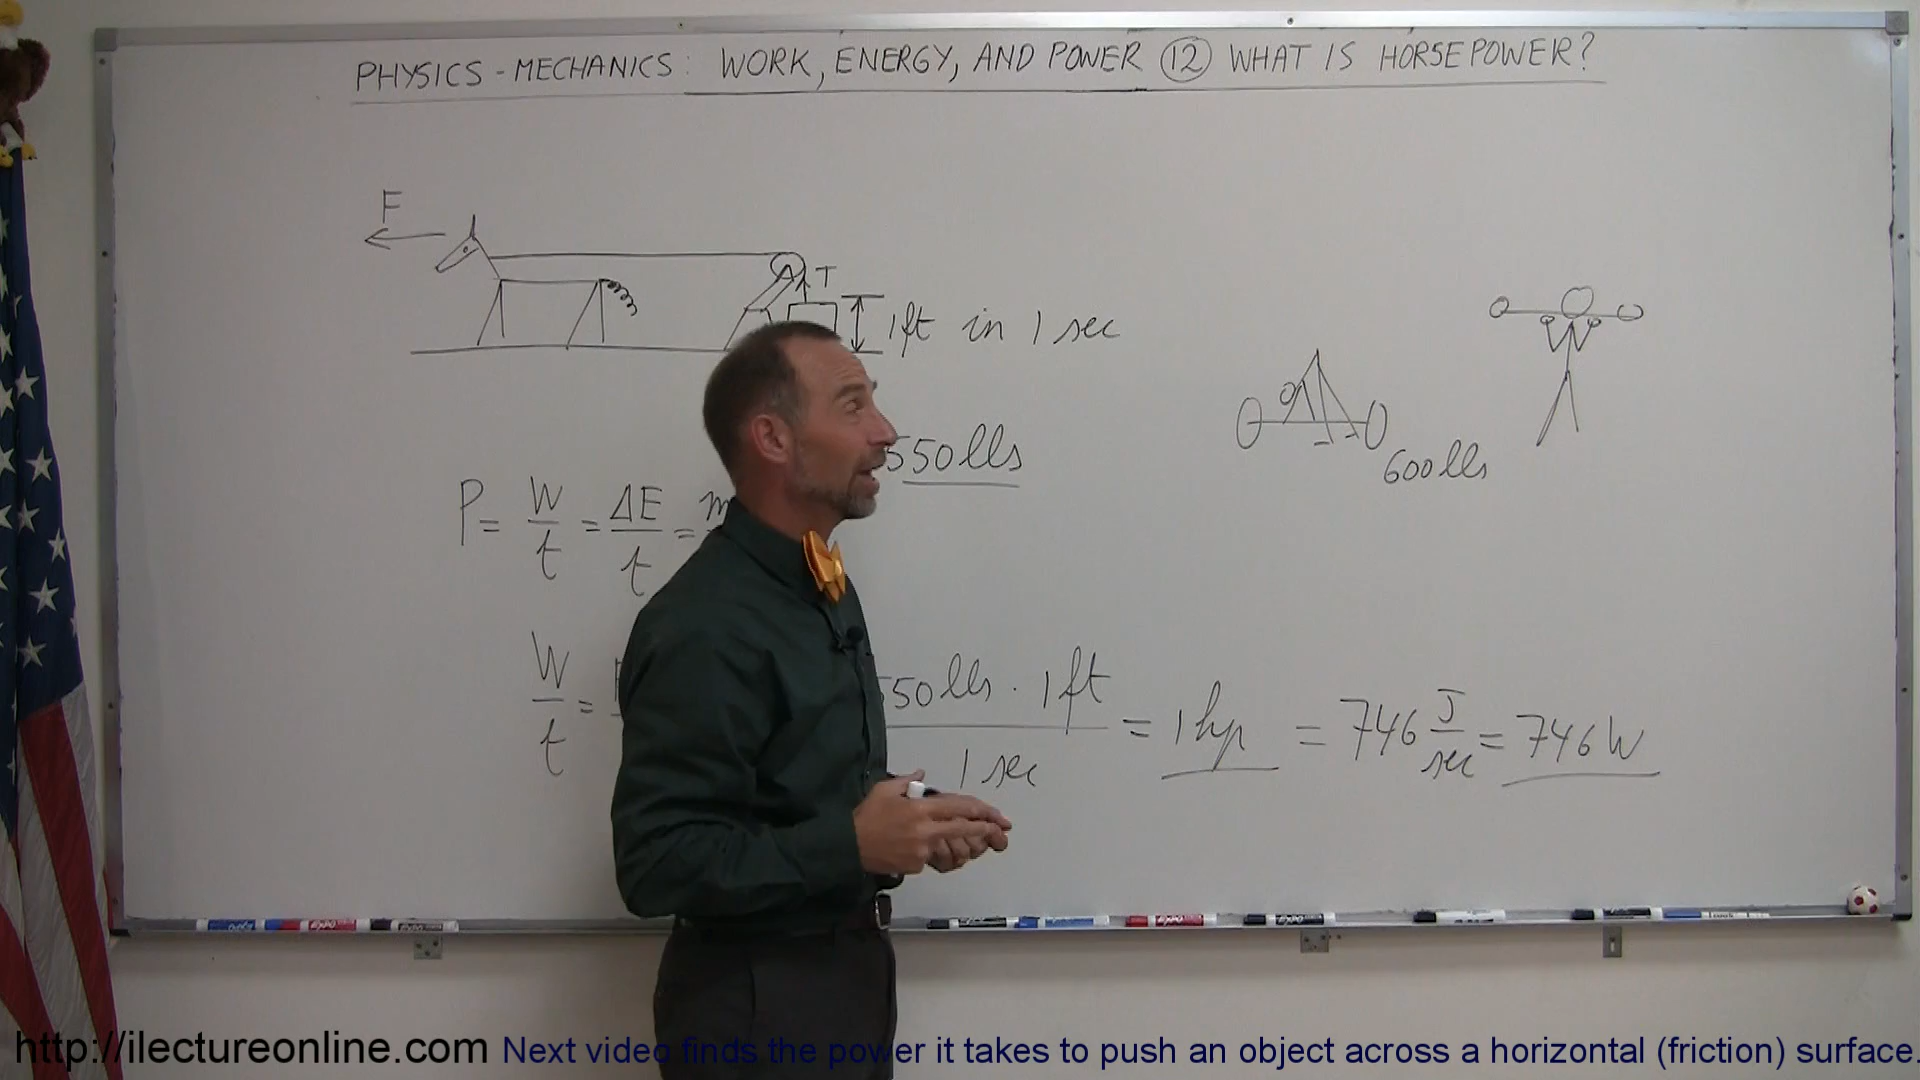 PHYSICS - MECHANICS: WORK, ENERGY, AND POWER 12 WHAT IS HORSEPOWER?
F
T
1 ft in 1 sec
550 lbs
600 lbs
P = W/t = ΔE/t = m
W/t = 550 lbs · 1 ft / 1 sec = 1 hp = 746 J/sec = 746 W
http://ilectureonline.com Next video finds the power it takes to push an object across a horizontal (friction) surface.